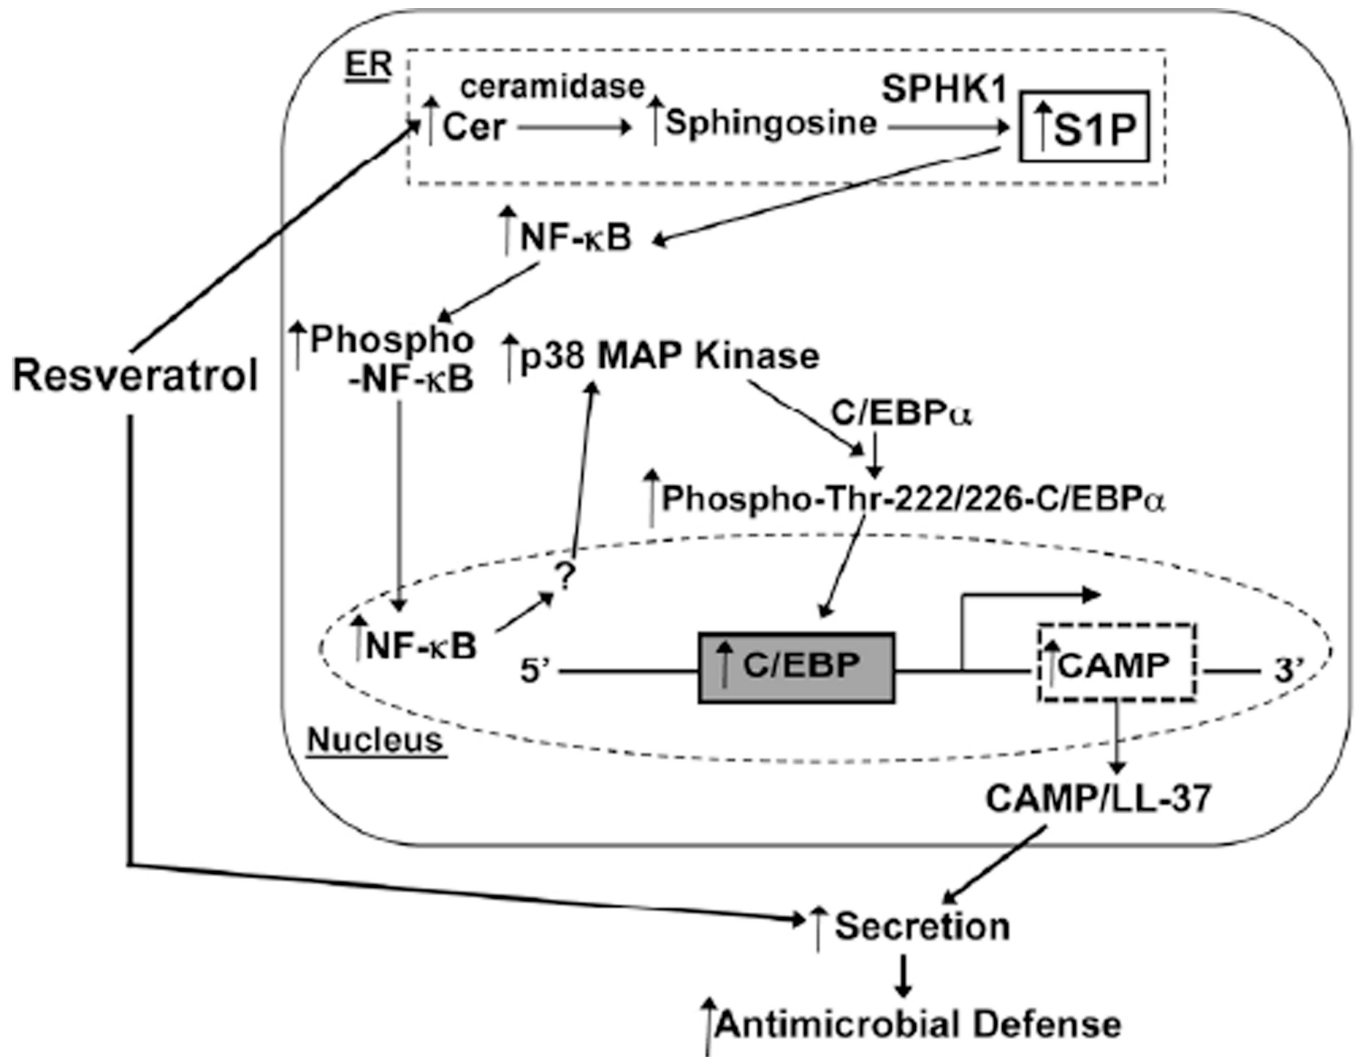 ER
ceramidase
SPHK1
↑Cer
↑Sphingosine
↑S1P
↑NF-κB
↑Phospho
-NF-κB
↑p38 MAP Kinase
Resveratrol
C/EBPα
↑Phospho-Thr-222/226-C/EBPα
?
↑NF-κB
5’
↑ C/EBP
↑CAMP
3’
Nucleus
CAMP/LL-37
↑Secretion
↑Antimicrobial Defense